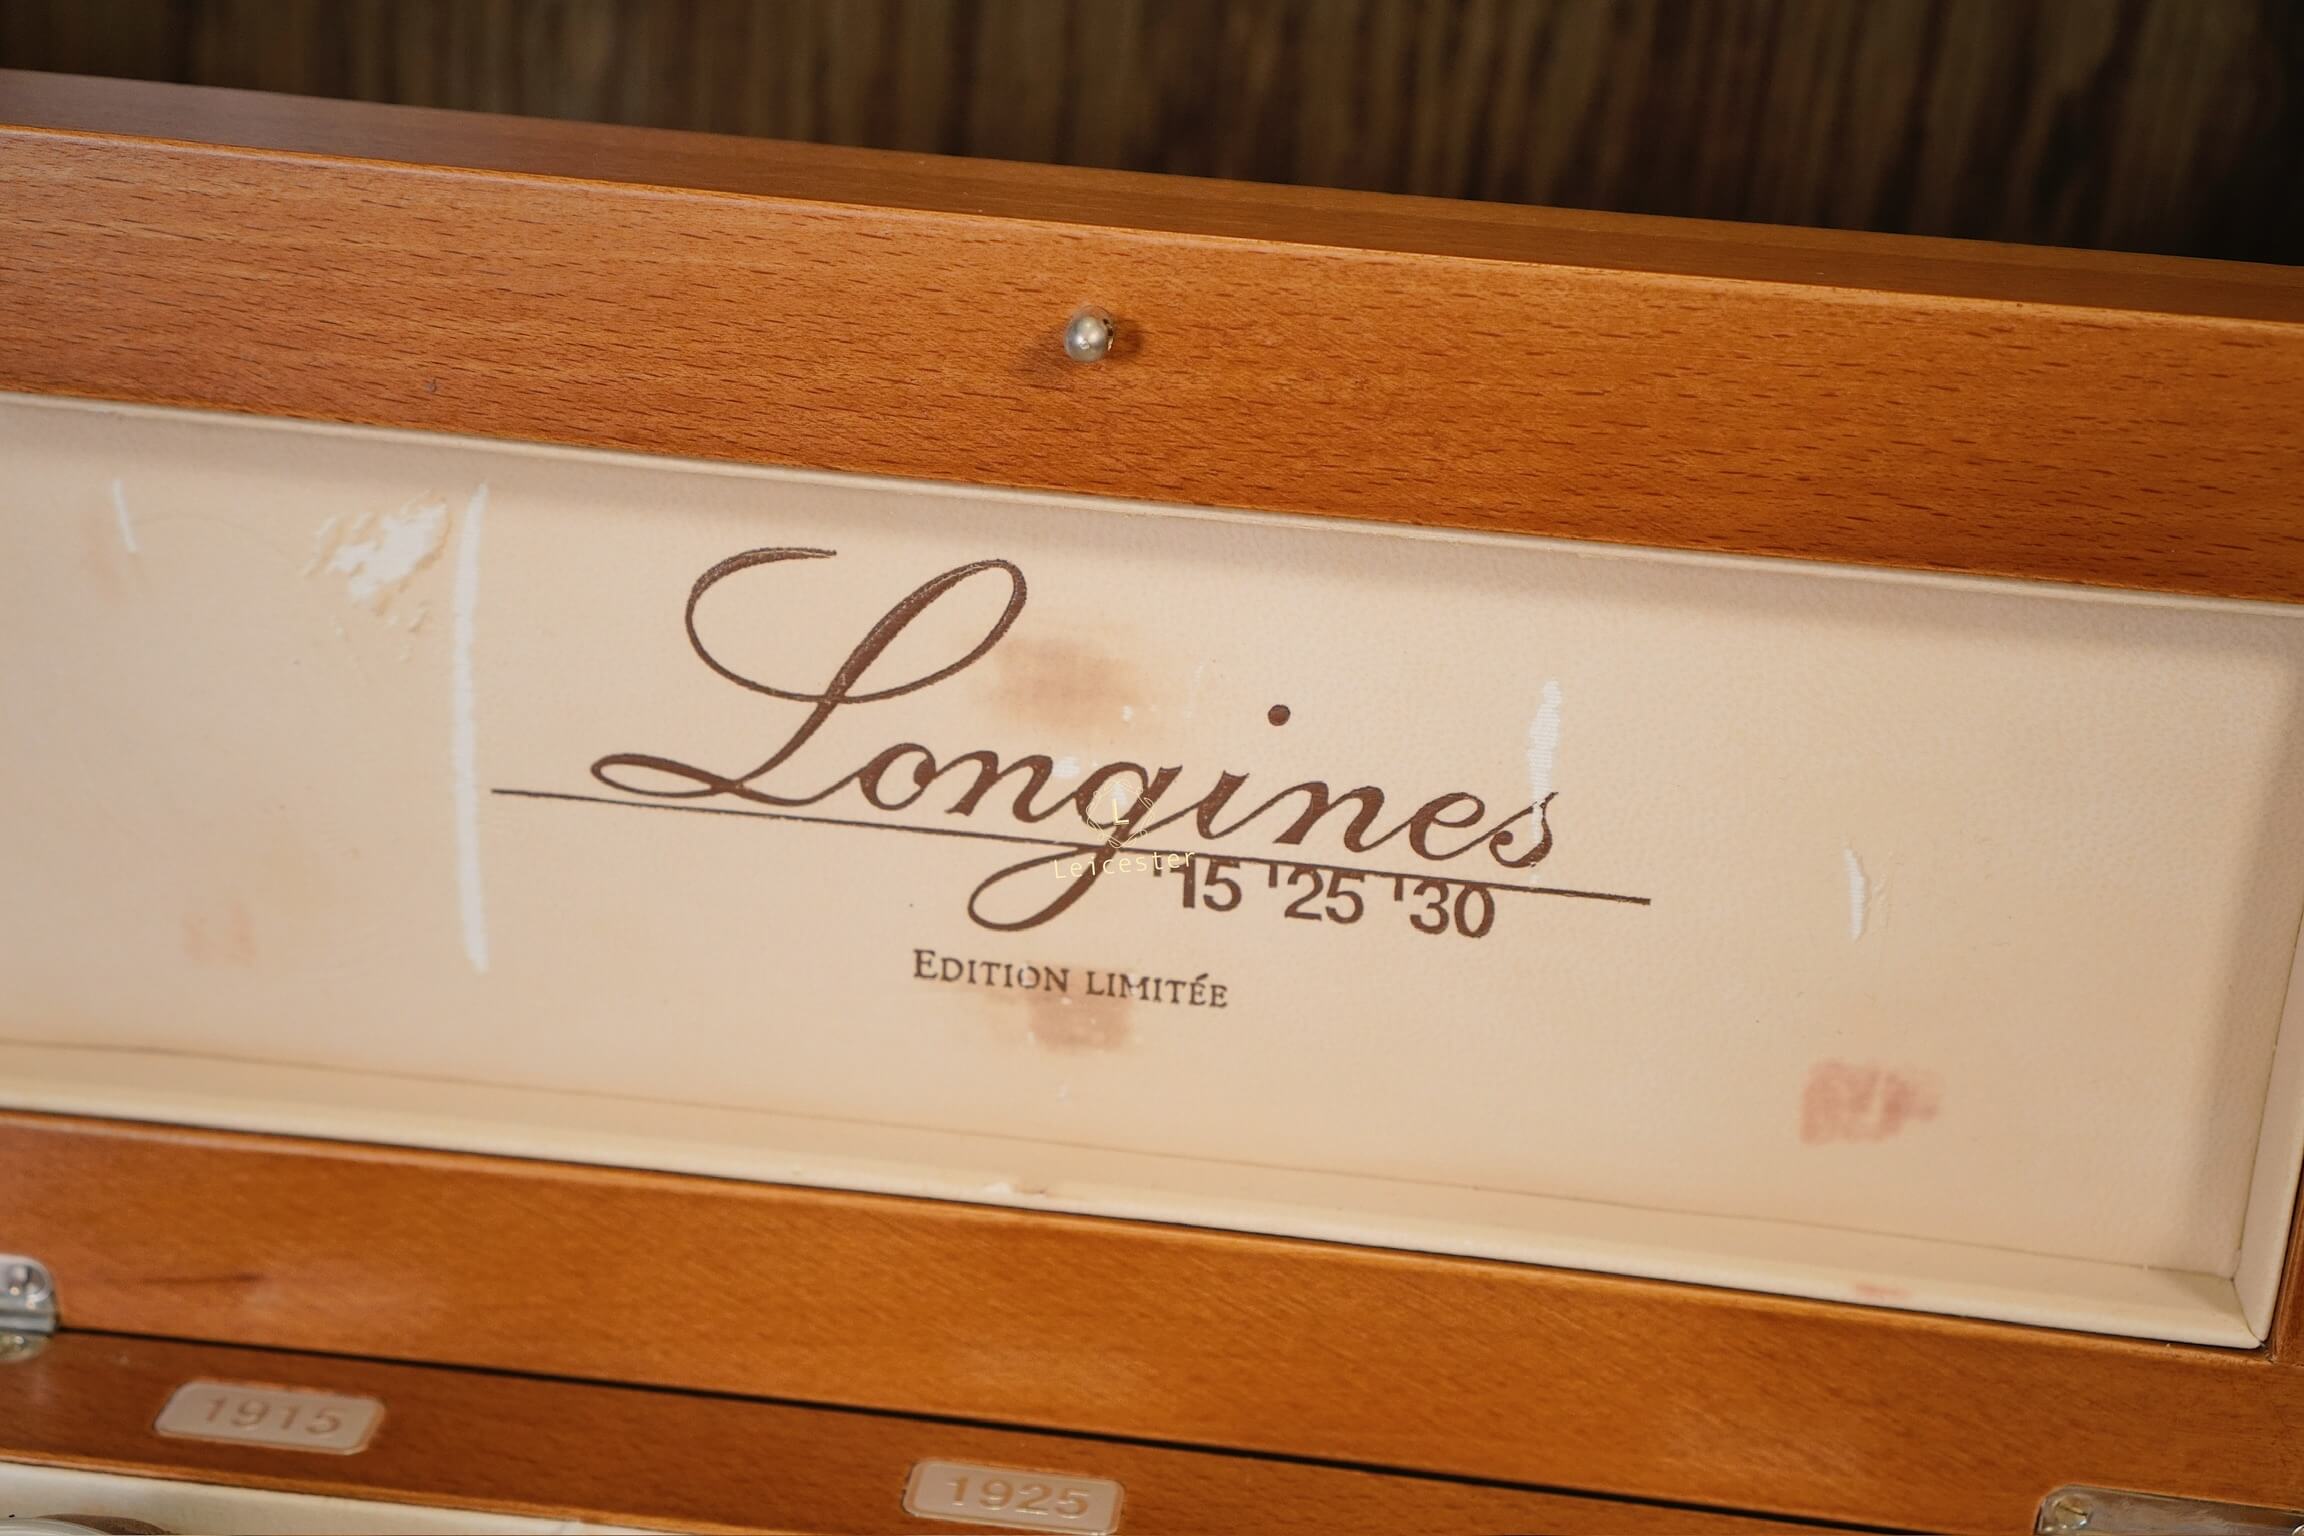 Longines
'15 '25 '30
EDITION LIMITÉE
L
Leicester
1915
1925